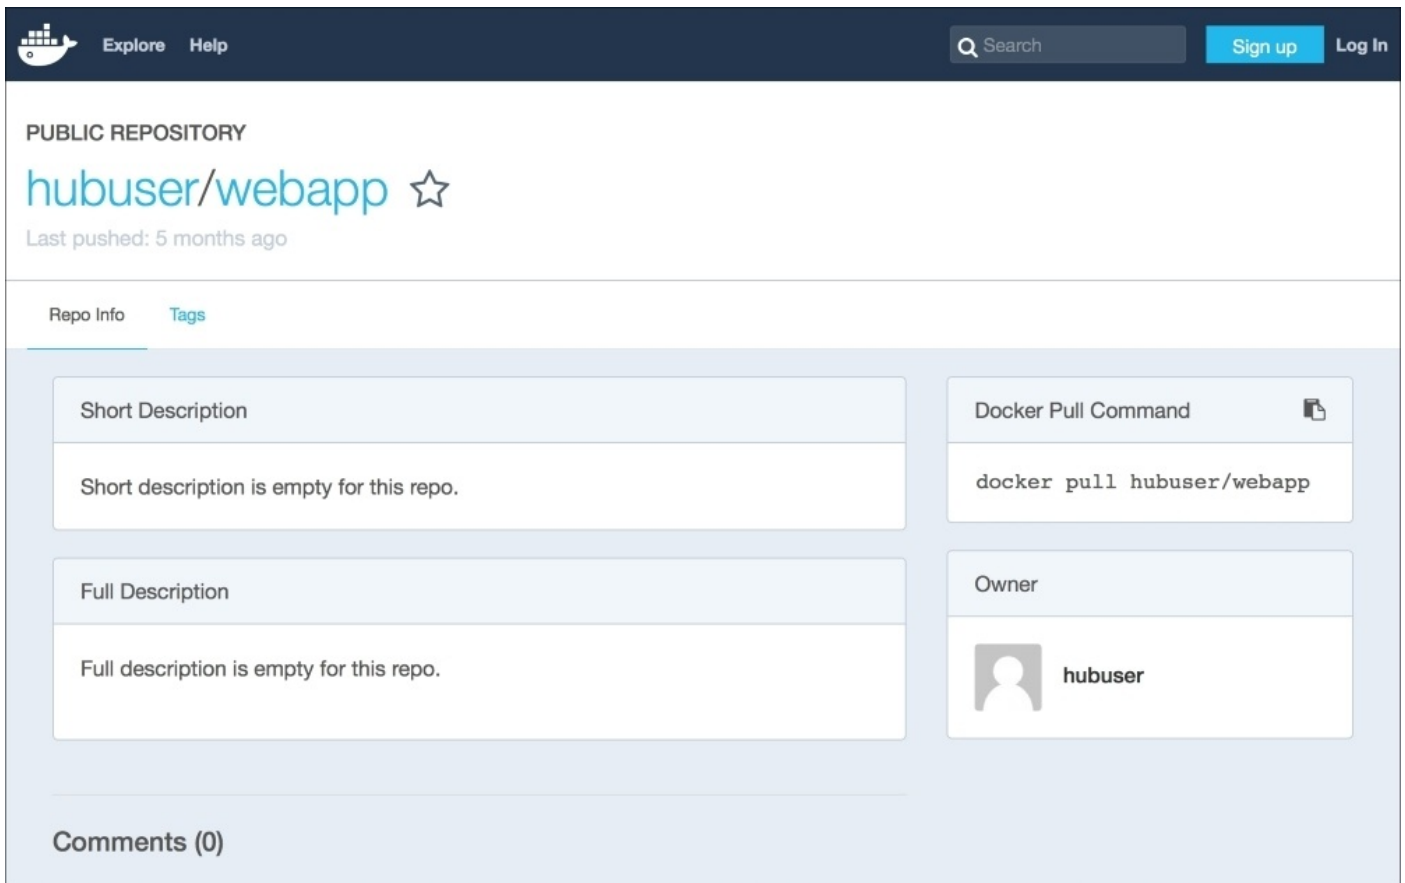 Explore Help Search Sign up Log In
PUBLIC REPOSITORY
hubuser/webapp
Last pushed: 5 months ago
Repo Info Tags
Short Description
Short description is empty for this repo.
Full Description
Full description is empty for this repo.
Docker Pull Command
docker pull hubuser/webapp
Owner
hubuser
Comments (0)